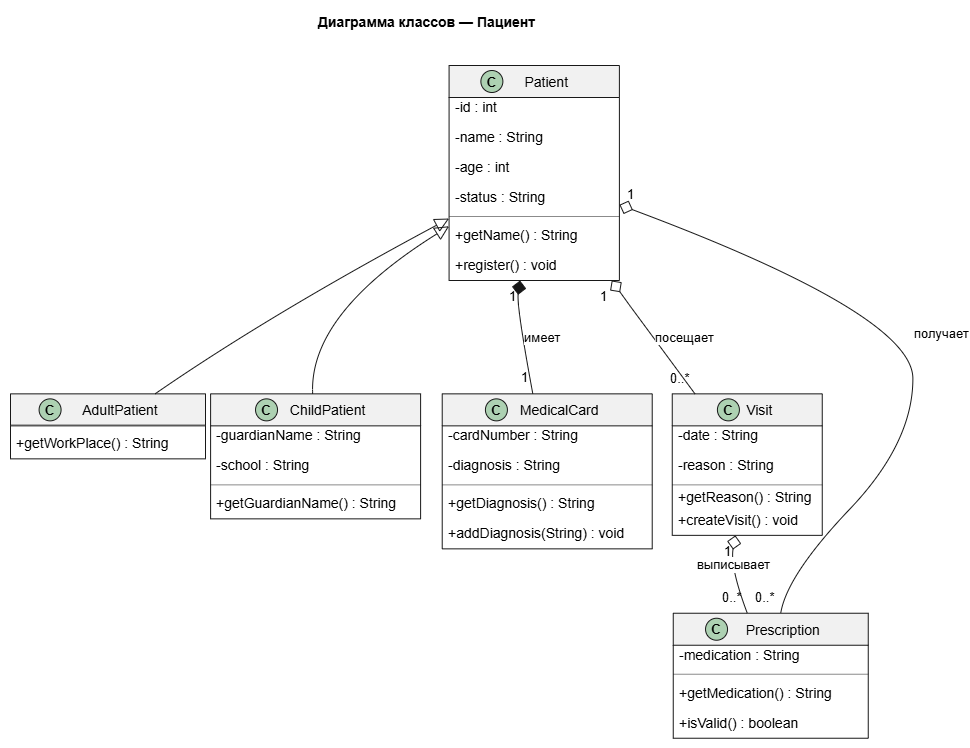 Диаграмма классов — Пациент
C Patient
-id : int
-name : String
-age : int
-status : String
+getName() : String
+register() : void
1
1
1
имеет
посещает
получает
1
0..*
C AdultPatient
+getWorkPlace() : String
C ChildPatient
-guardianName : String
-school : String
+getGuardianName() : String
C MedicalCard
-cardNumber : String
-diagnosis : String
+getDiagnosis() : String
+addDiagnosis(String) : void
C Visit
-date : String
-reason : String
+getReason() : String
+createVisit() : void
1
выписывает
0..*
0..*
C Prescription
-medication : String
+getMedication() : String
+isValid() : boolean